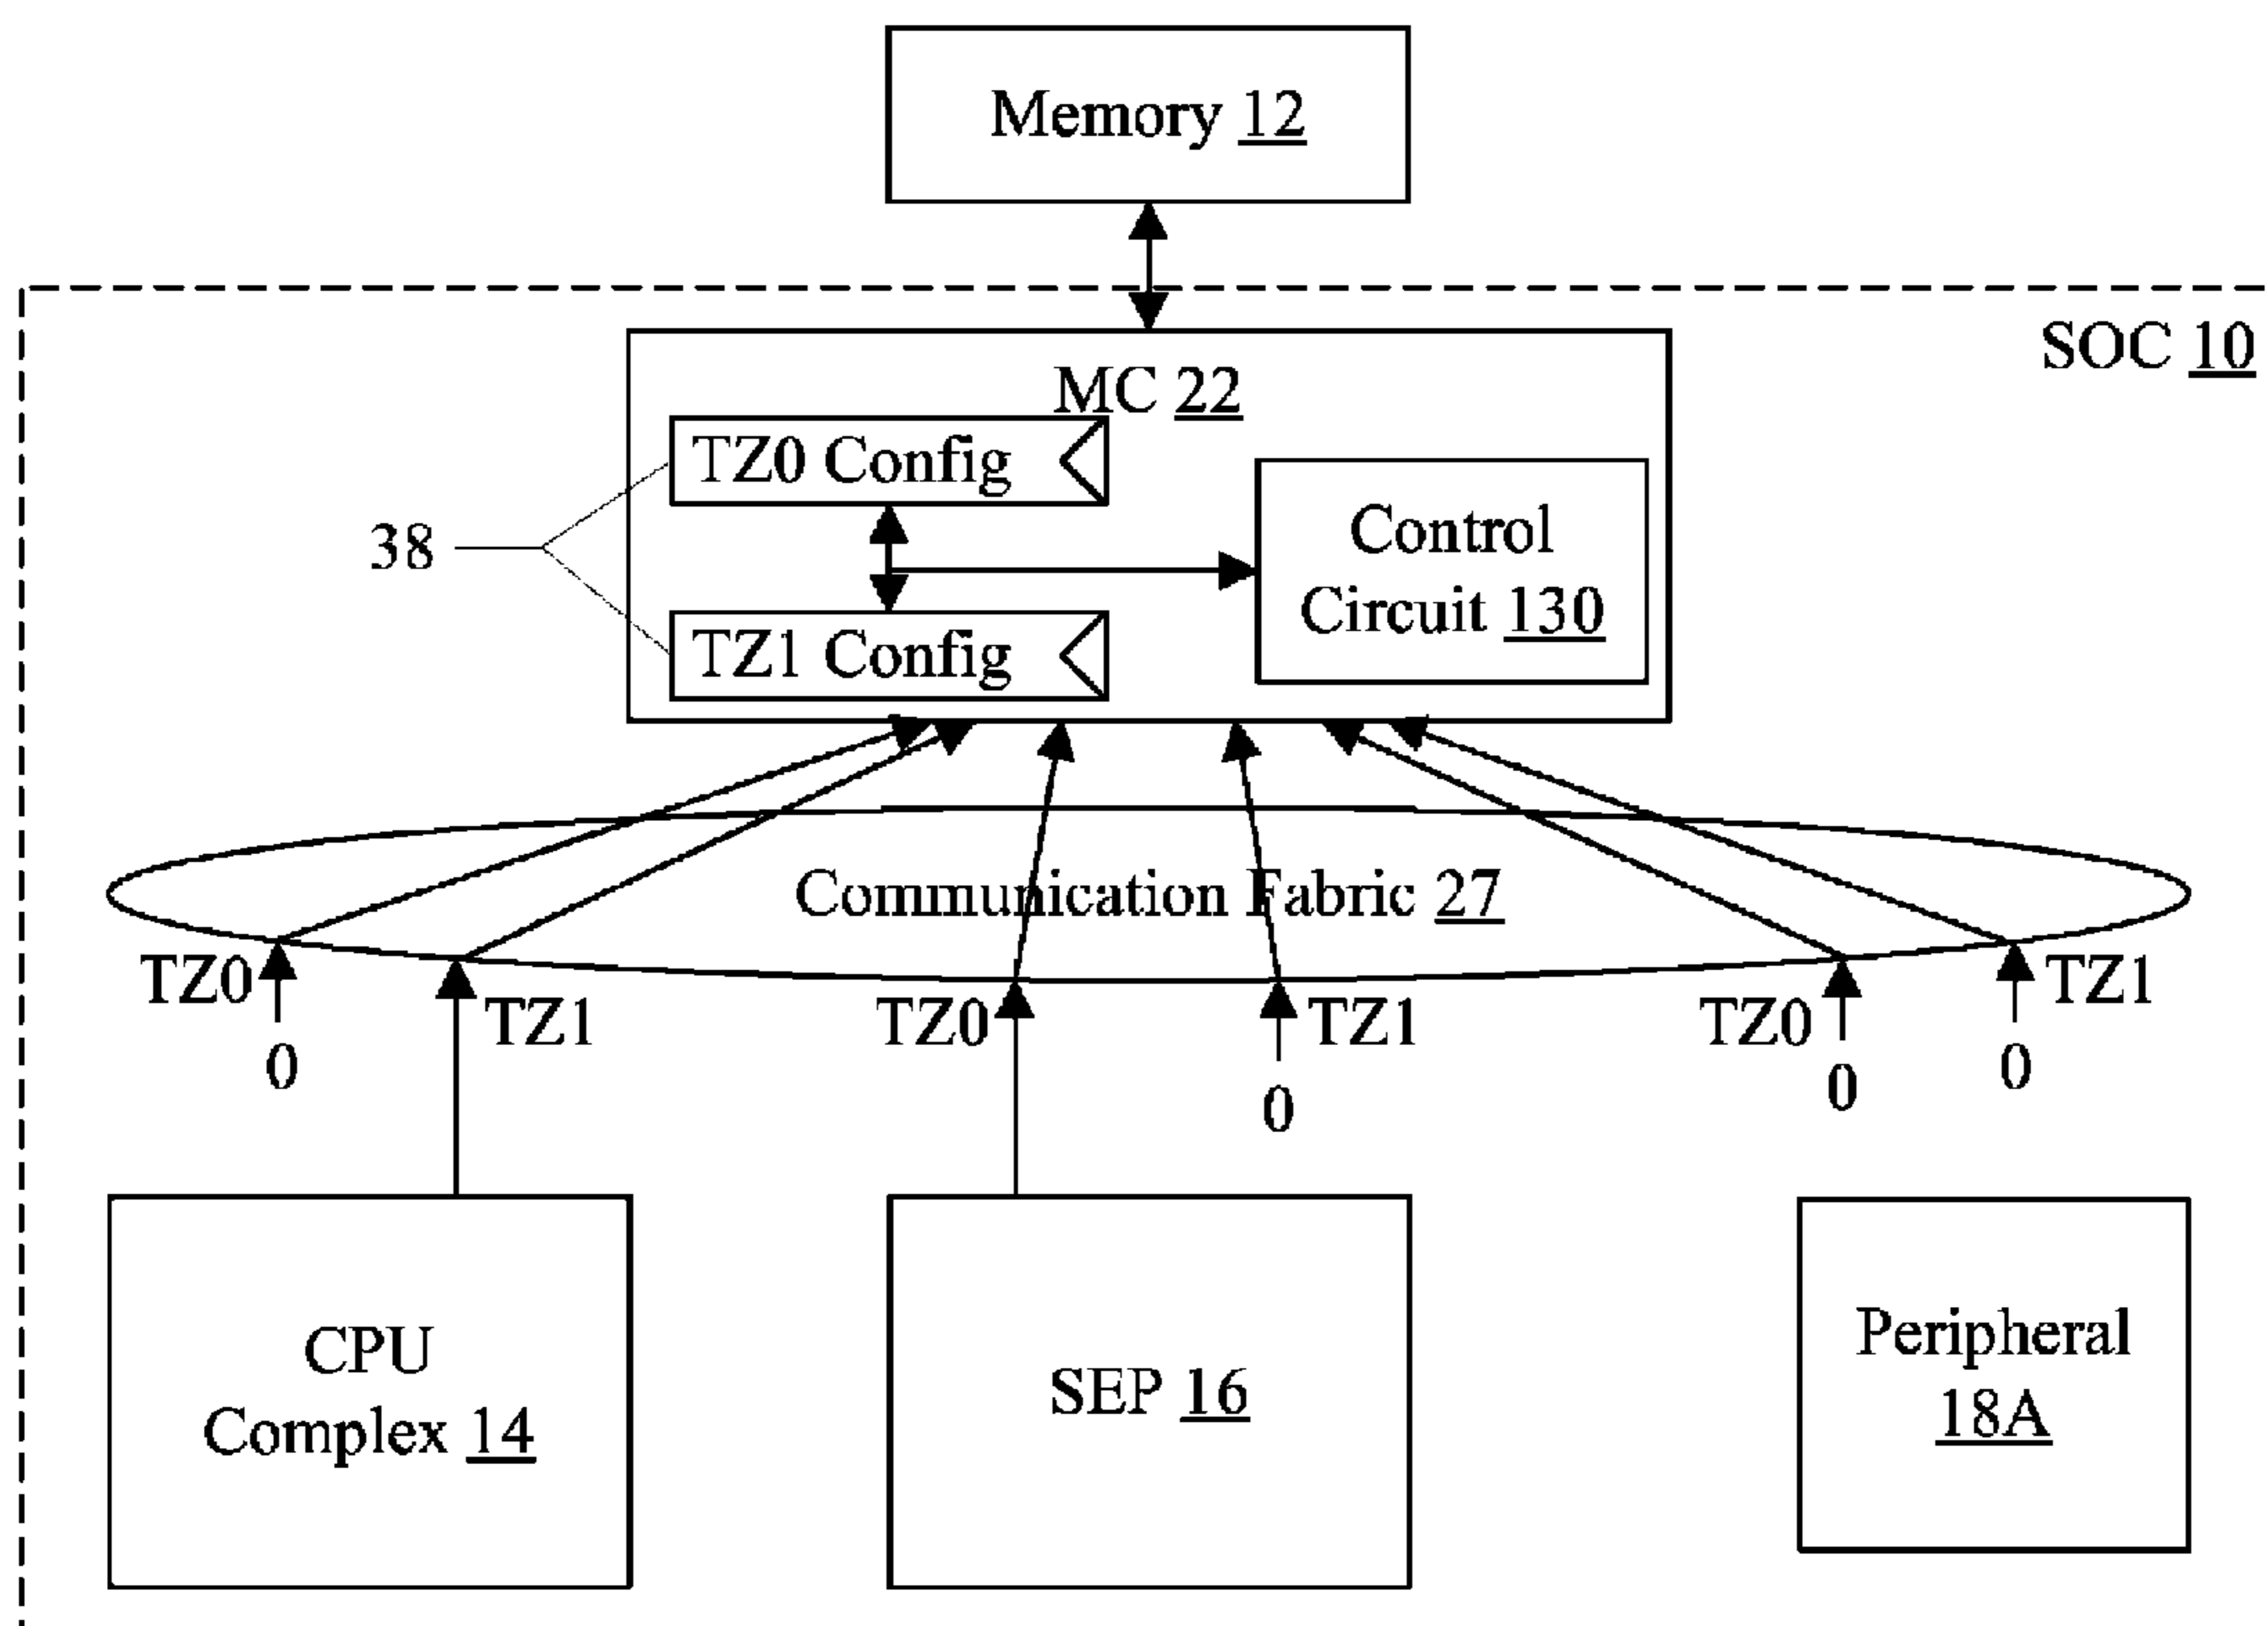 Memory 12
SOC 10
MC 22
TZ0 Config
38
Control
Circuit 130
TZ1 Config
Communication Fabric 27
TZ0
TZ1
TZ0
TZ1
TZ0
TZ1
0
0
0
0
CPU
Complex 14
SEP 16
Peripheral
18A